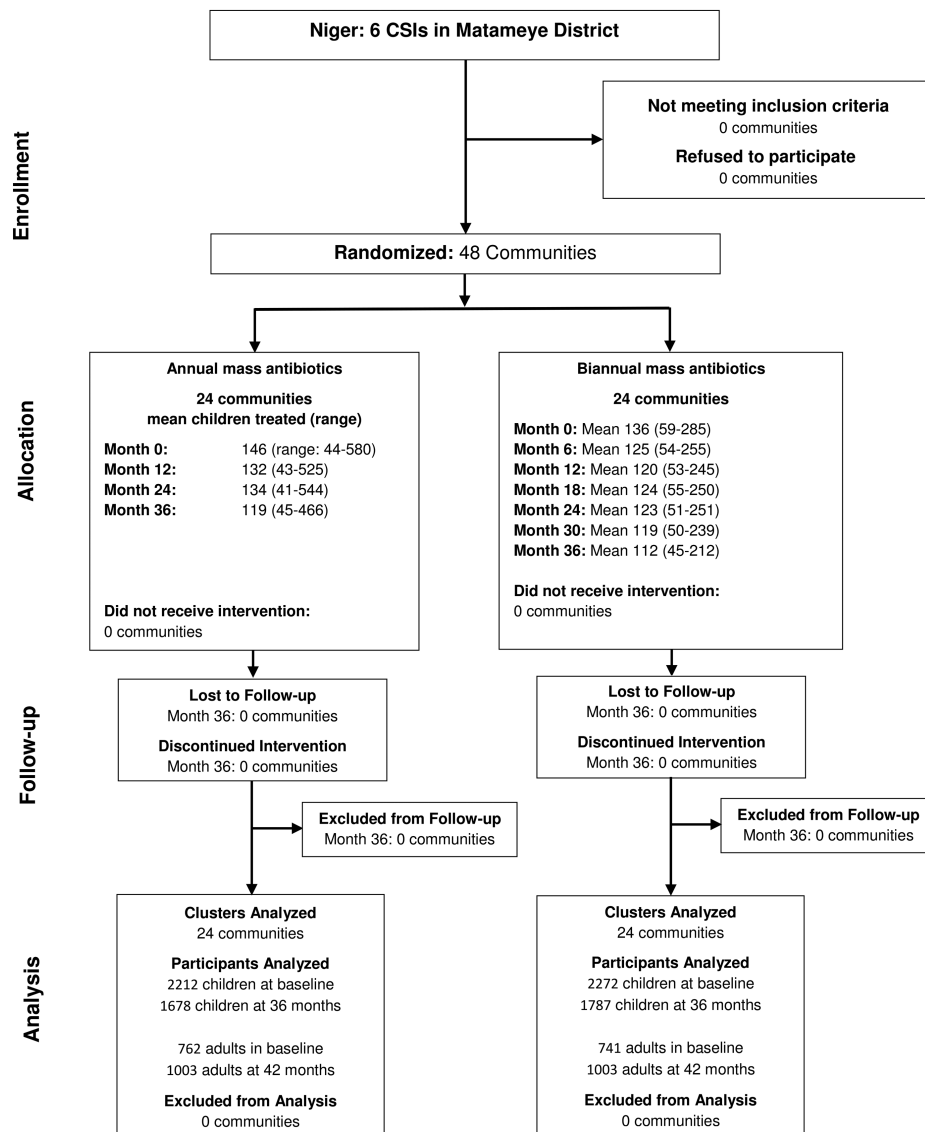 Niger: 6 CSIs in Matameye District
Enrollment
Not meeting inclusion criteria
0 communities
Refused to participate
0 communities
Randomized: 48 Communities
Allocation
Annual mass antibiotics
24 communities
mean children treated (range)
Month 0: 146 (range: 44-580)
Month 12: 132 (43-525)
Month 24: 134 (41-544)
Month 36: 119 (45-466)
Did not receive intervention:
0 communities
Biannual mass antibiotics
24 communities
Month 0: Mean 136 (59-285)
Month 6: Mean 125 (54-255)
Month 12: Mean 120 (53-245)
Month 18: Mean 124 (55-250)
Month 24: Mean 123 (51-251)
Month 30: Mean 119 (50-239)
Month 36: Mean 112 (45-212)
Did not receive intervention:
0 communities
Follow-up
Lost to Follow-up
Month 36: 0 communities
Discontinued Intervention
Month 36: 0 communities
Excluded from Follow-up
Month 36: 0 communities
Lost to Follow-up
Month 36: 0 communities
Discontinued Intervention
Month 36: 0 communities
Excluded from Follow-up
Month 36: 0 communities
Analysis
Clusters Analyzed
24 communities
Participants Analyzed
2212 children at baseline
1678 children at 36 months
762 adults in baseline
1003 adults at 42 months
Excluded from Analysis
0 communities
Clusters Analyzed
24 communities
Participants Analyzed
2272 children at baseline
1787 children at 36 months
741 adults in baseline
1003 adults at 42 months
Excluded from Analysis
0 communities